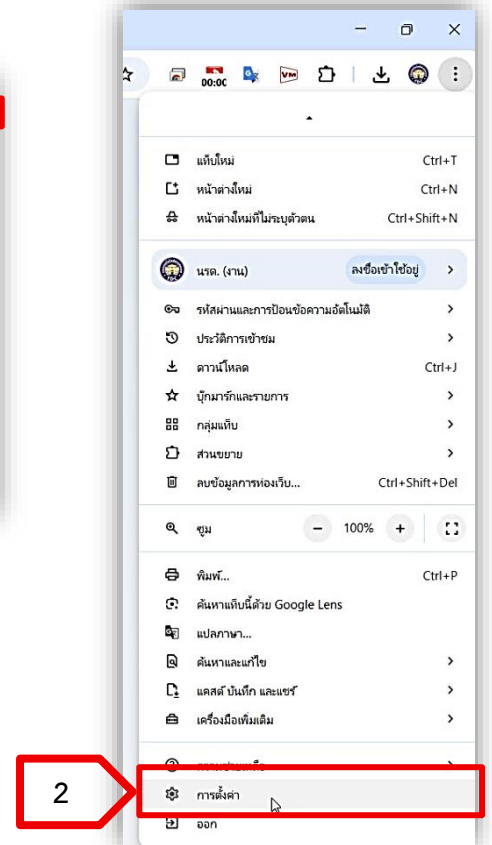 00:00
VM
แท็บใหม่ Ctrl+T
หน้าต่างใหม่ Ctrl+N
หน้าต่างใหม่ที่ไม่ระบุตัวตน Ctrl+Shift+N
นรด. (งาน) ลงชื่อเข้าใช้อยู่
รหัสผ่านและการป้อนข้อความอัตโนมัติ
ประวัติการเข้าชม
ดาวน์โหลด Ctrl+J
บุ๊กมาร์กและรายการ
กลุ่มแท็บ
ส่วนขยาย
ลบข้อมูลการท่องเว็บ... Ctrl+Shift+Del
ซูม − 100% +
พิมพ์... Ctrl+P
ค้นหาแท็บนี้ด้วย Google Lens
แปลภาษา...
ค้นหาและแก้ไข
แคสต์ บันทึก และแชร์
เครื่องมือเพิ่มเติม
2 การตั้งค่า
ออก